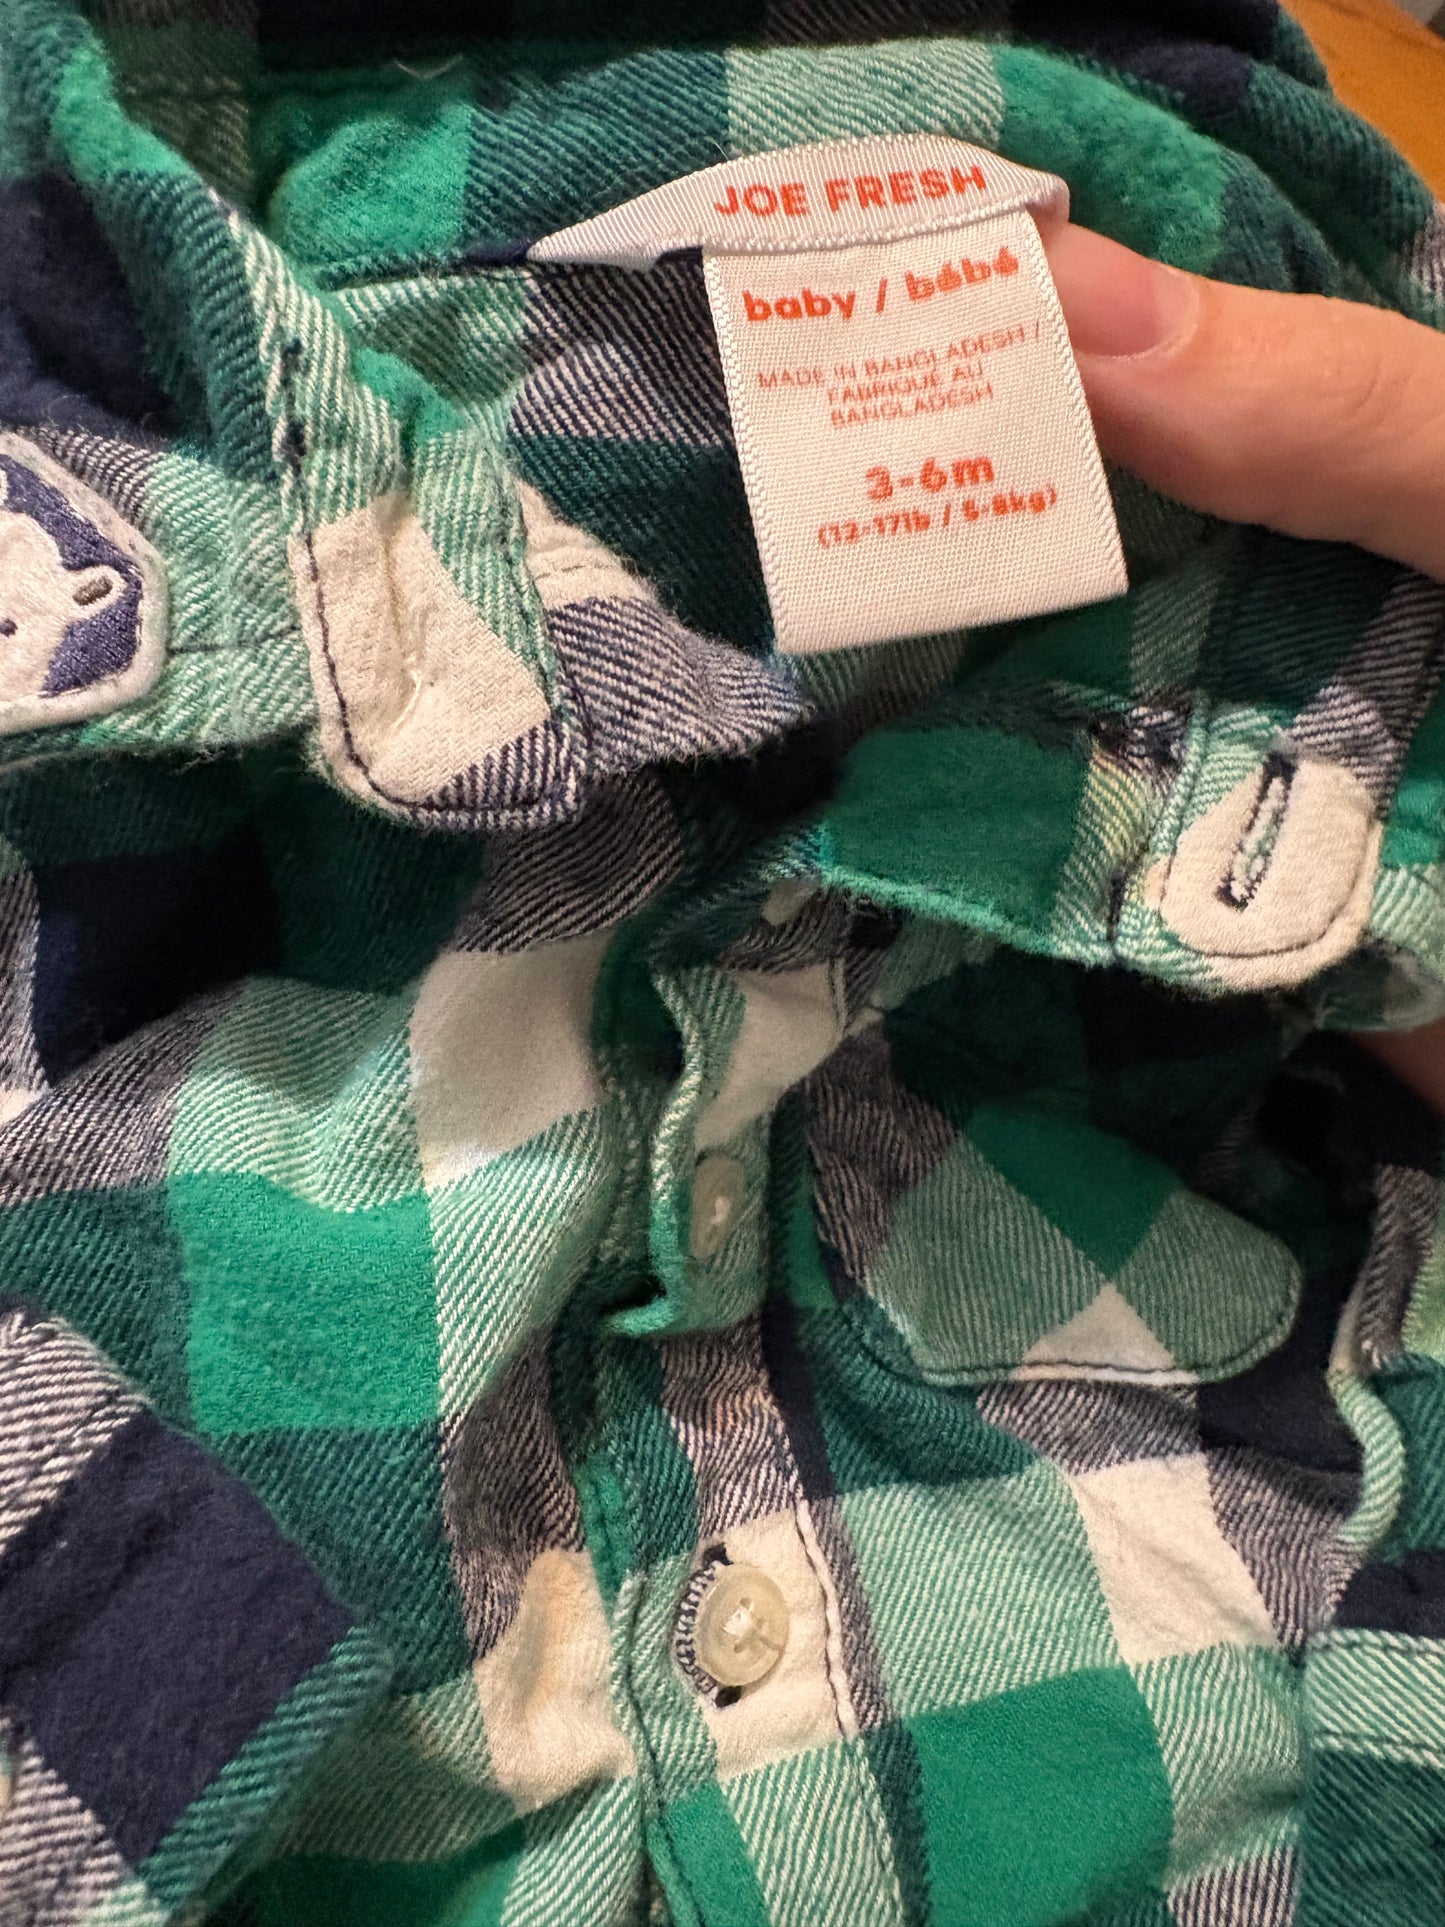 JOE FRESH
baby / bébé
MADE IN BANGLADESH /
FABRIQUÉ AU
BANGLADESH
3-6m
(12-17lb / 5-8kg)